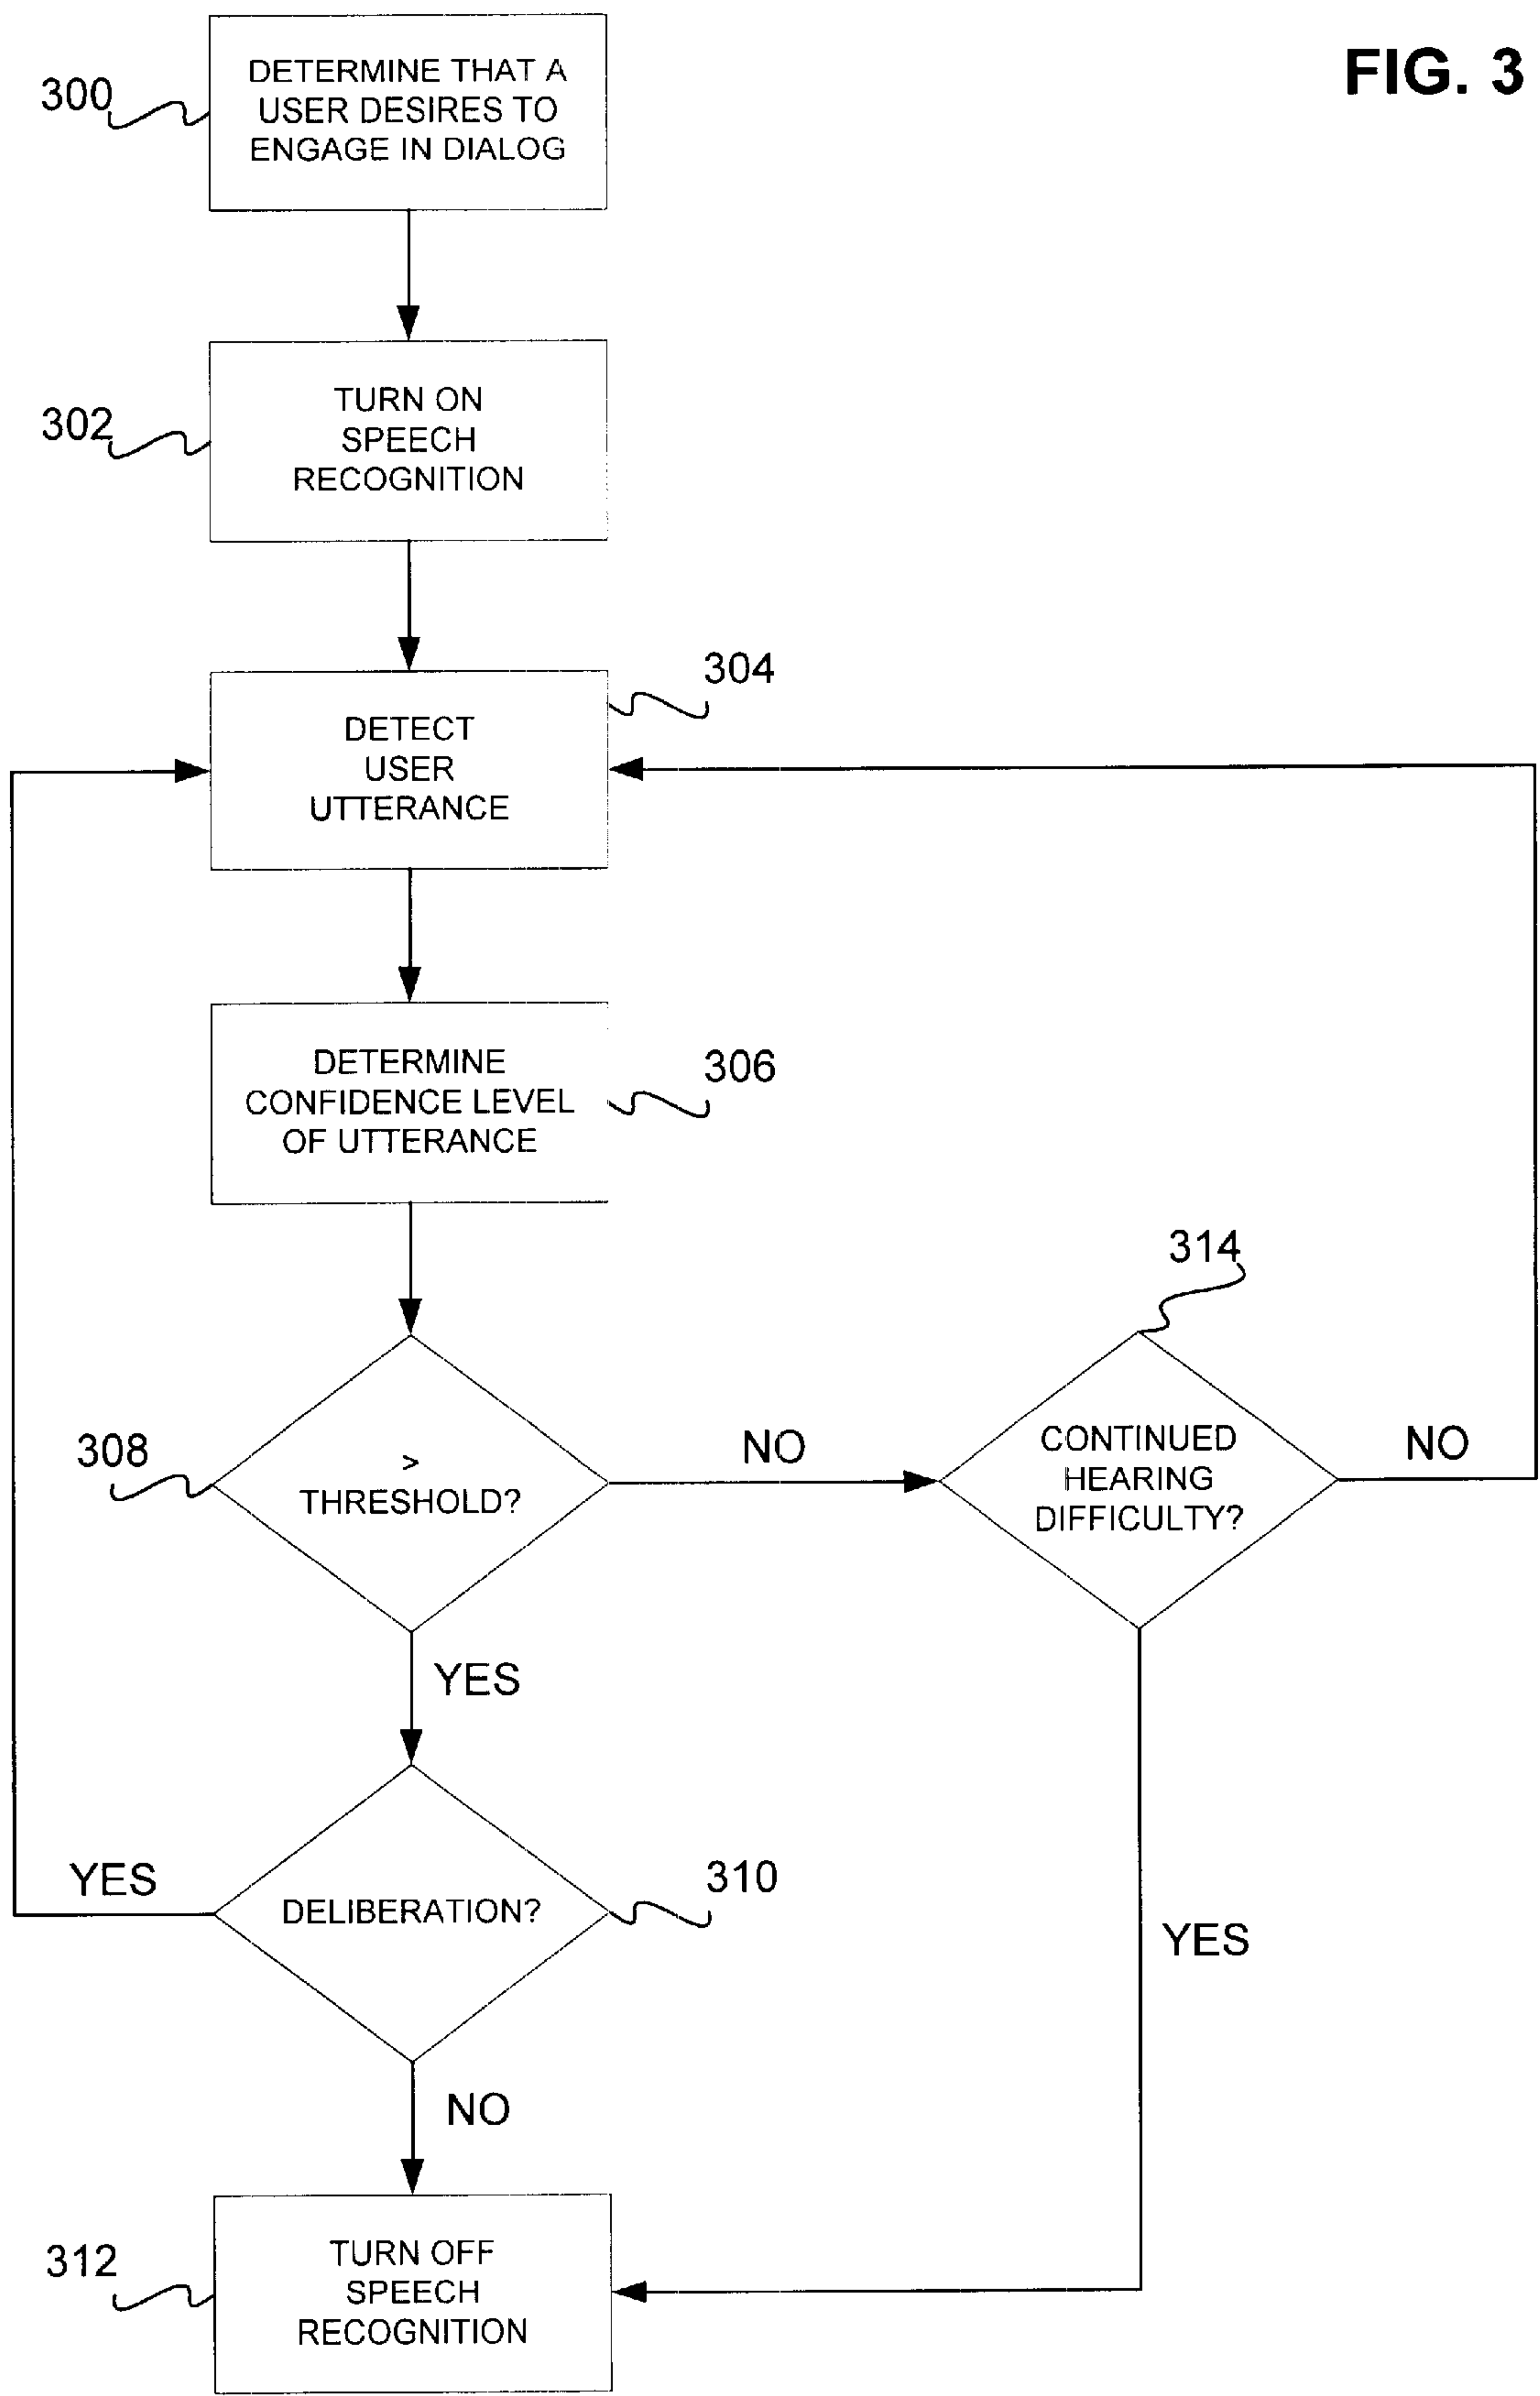 FIG. 3
300
DETERMINE THAT A
USER DESIRES TO
ENGAGE IN DIALOG
302
TURN ON
SPEECH
RECOGNITION
304
DETECT
USER
UTTERANCE
306
DETERMINE
CONFIDENCE LEVEL
OF UTTERANCE
308
>
THRESHOLD?
NO
314
CONTINUED
HEARING
DIFFICULTY?
NO
YES
310
DELIBERATION?
YES
YES
NO
312
TURN OFF
SPEECH
RECOGNITION